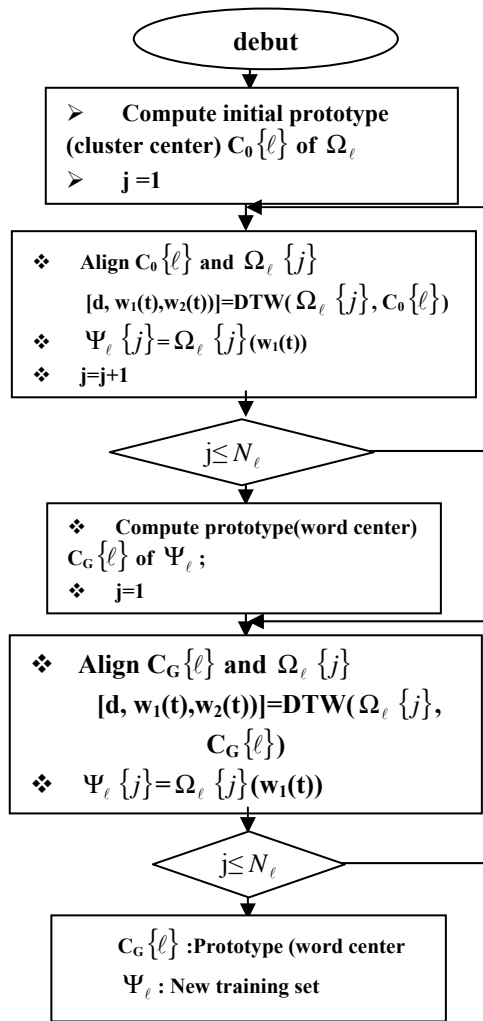 debut
➢ Compute initial prototype
(cluster center) C₀{ℓ} of Ω_ℓ
➢ j =1
❖ Align C₀{ℓ} and Ω_ℓ {j}
[d, w₁(t),w₂(t))]=DTW(Ω_ℓ {j}, C₀{ℓ})
❖ Ψ_ℓ {j}=Ω_ℓ {j}(w₁(t))
❖ j=j+1
j≤ N_ℓ
❖ Compute prototype(word center)
C_G{ℓ} of Ψ_ℓ ;
❖ j=1
❖ Align C_G{ℓ} and Ω_ℓ {j}
[d, w₁(t),w₂(t))]=DTW(Ω_ℓ {j},
C_G{ℓ})
❖ Ψ_ℓ {j}=Ω_ℓ {j}(w₁(t))
j≤ N_ℓ
C_G{ℓ} :Prototype (word center
Ψ_ℓ : New training set